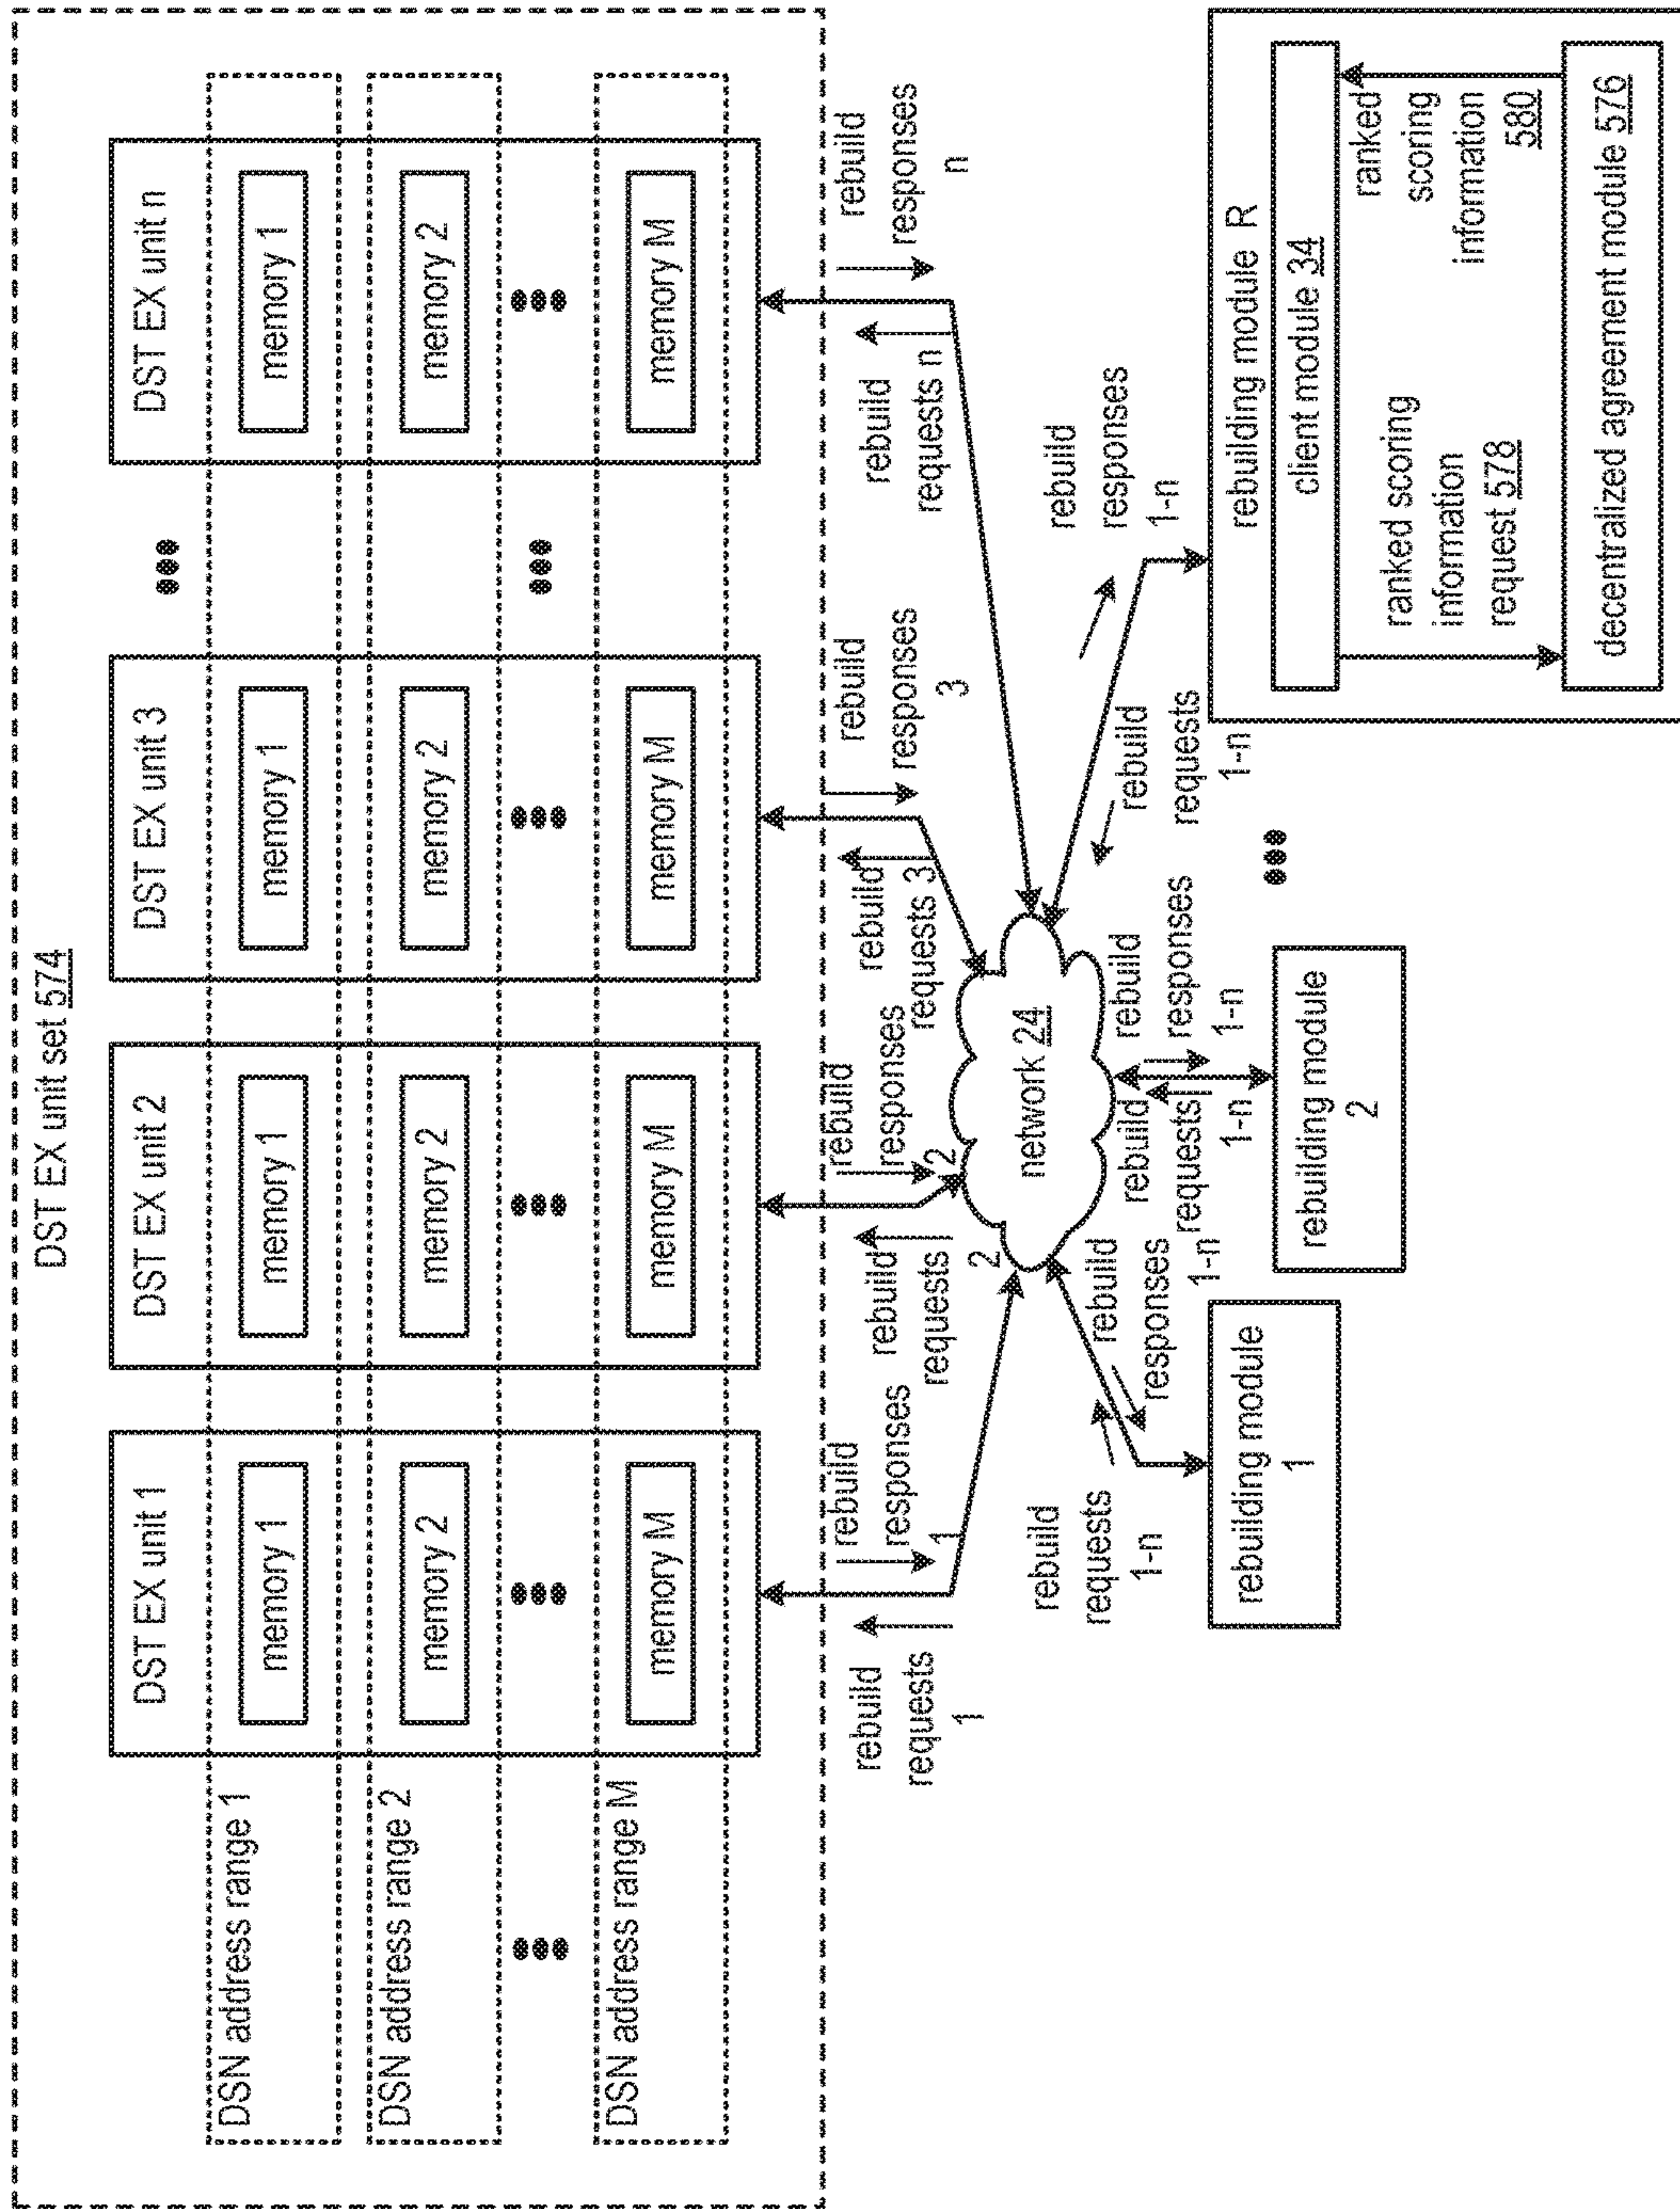 DST EX unit set 574
DST EX unit 1
DST EX unit 2
DST EX unit 3
DST EX unit n
DSN address range 1
memory 1
memory 1
memory 1
memory 1
DSN address range 2
memory 2
memory 2
memory 2
memory 2
DSN address range M
memory M
memory M
memory M
memory M
rebuild
requests
1
rebuild
responses
1
rebuild
requests
2
rebuild
responses
2
rebuild
requests 3
rebuild
responses
3
rebuild
requests n
rebuild
responses
n
network 24
rebuild
requests
1-n
rebuild
responses
1-n
rebuild
requests
1-n
rebuild
responses
1-n
rebuild
requests
1-n
rebuild
responses
1-n
rebuilding module
1
rebuilding module
2
rebuilding module R
client module 34
ranked scoring
information
request 578
ranked
scoring
information
580
decentralized agreement module 576